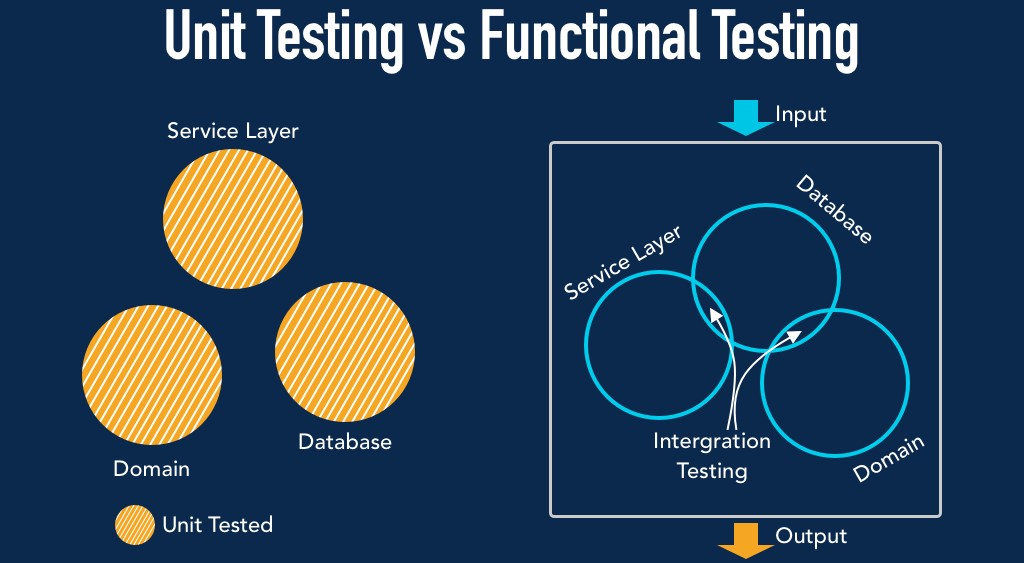 Unit Testing vs Functional Testing
Service Layer
Domain
Database
Unit Tested
Input
Service Layer
Database
Intergration
Testing
Domain
Output